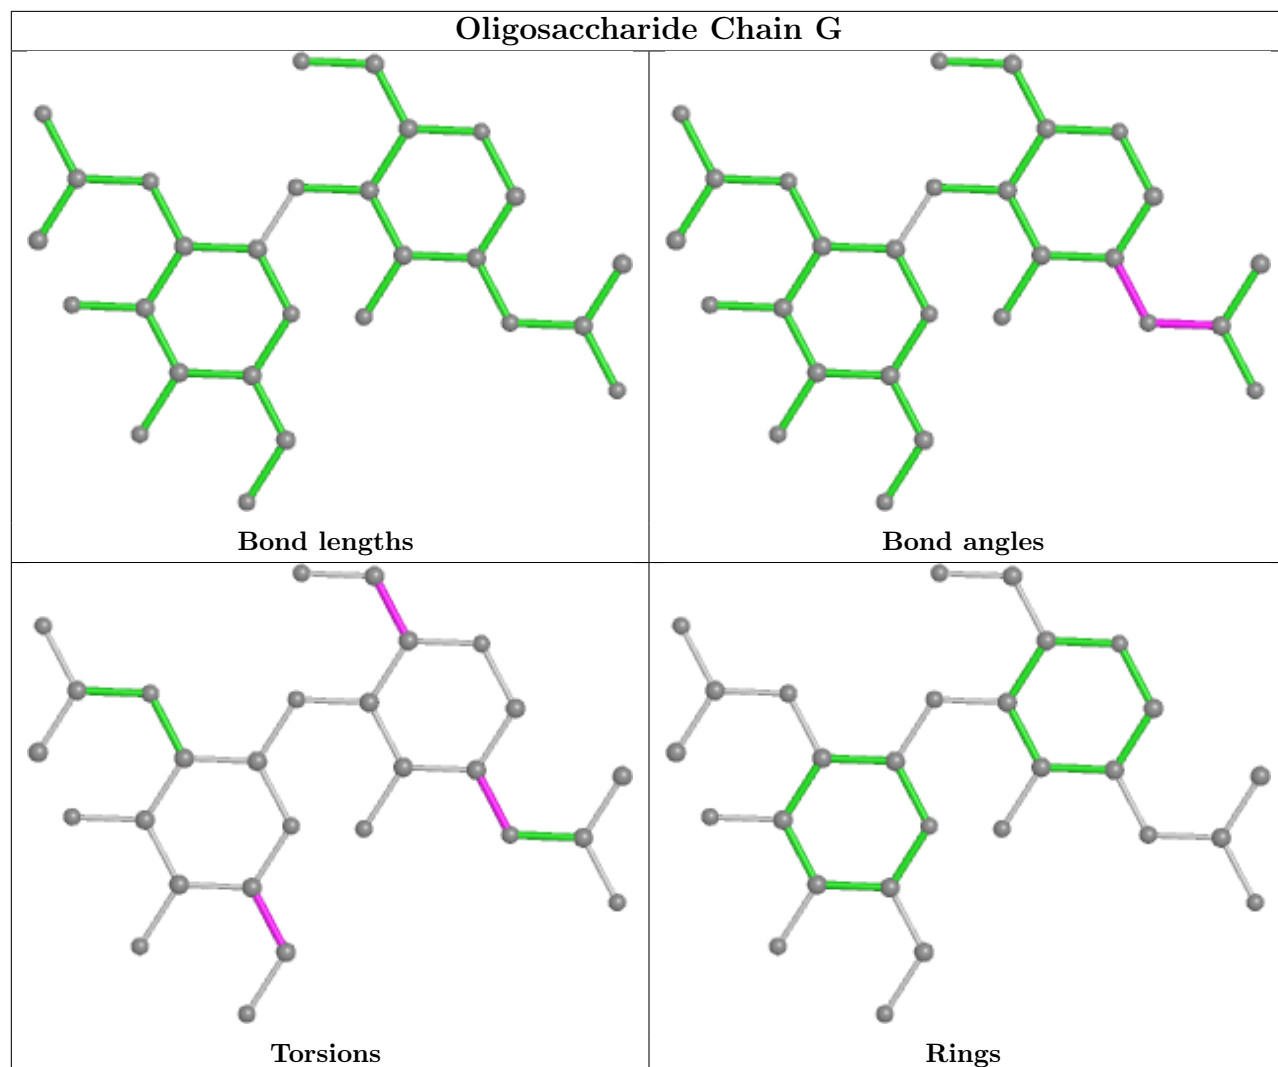 Oligosaccharide Chain G
Bond lengths
Bond angles
Torsions
Rings